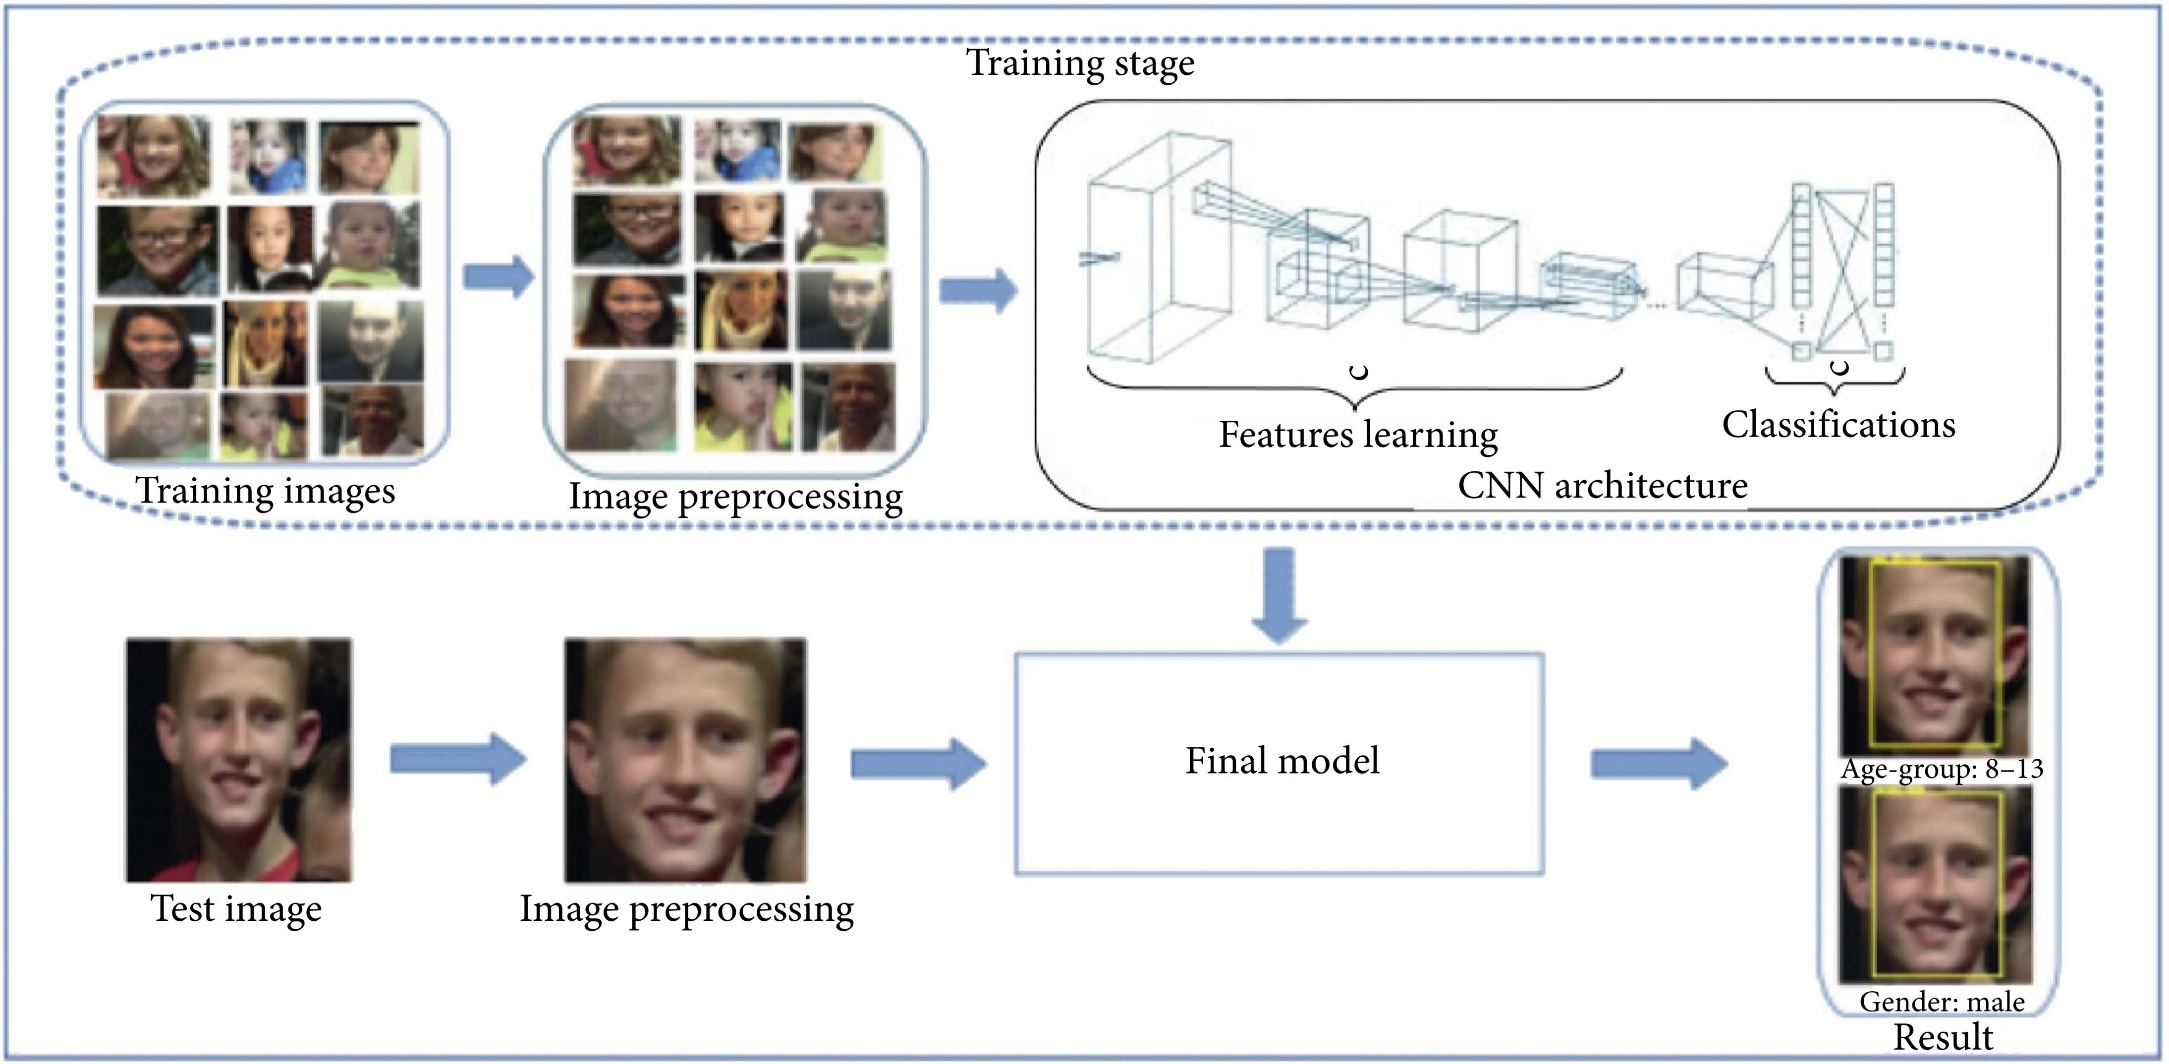 Training stage
Training images
Image preprocessing
Features learning
Classifications
CNN architecture
Test image
Image preprocessing
Final model
Age-group: 8–13
Gender: male
Result